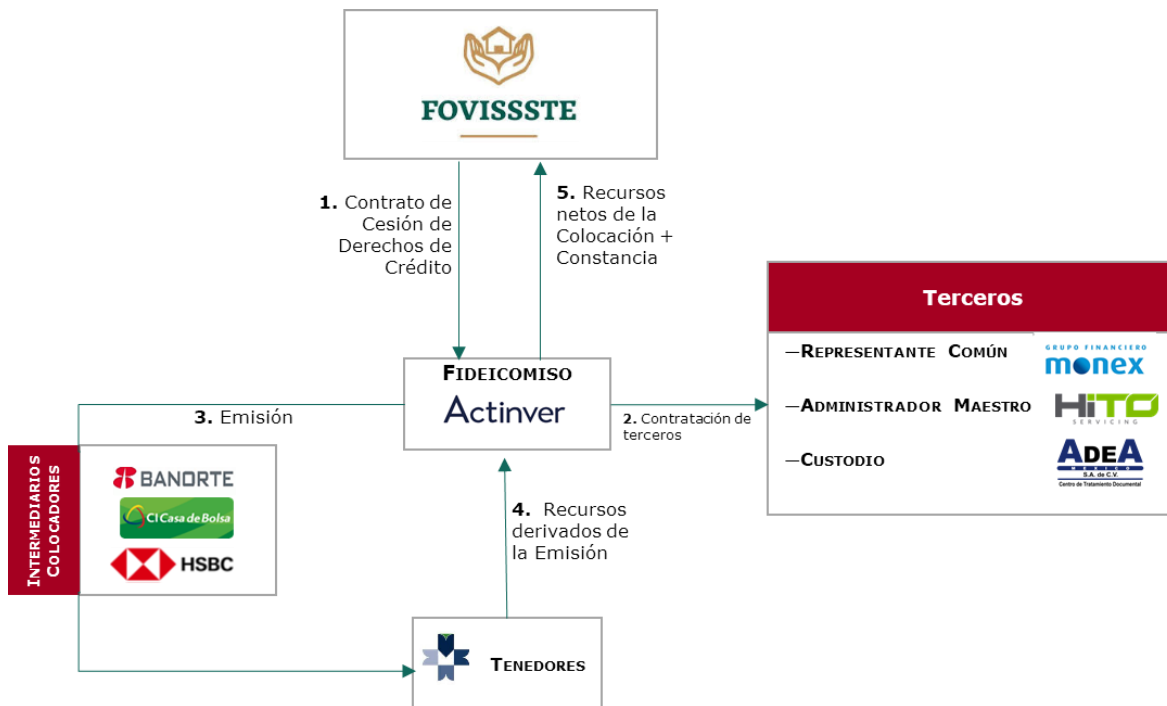 FOVISSSTE
1. Contrato de
Cesión de
Derechos de
Crédito
5. Recursos
netos de la
Colocación +
Constancia
Terceros
—REPRESENTANTE COMÚN
GRUPO FINANCIERO
monex
—ADMINISTRADOR MAESTRO
HiTO
SERVICING
—CUSTODIO
ADEA
MÉXICO
S.A. de C.V.
Centro de Tratamiento Documental
FIDEICOMISO
Actinver
2. Contratación de
terceros
3. Emisión
INTERMEDIARIOS
COLOCADORES
BANORTE
CI Casa de Bolsa
HSBC
4. Recursos
derivados de
la Emisión
TENEDORES